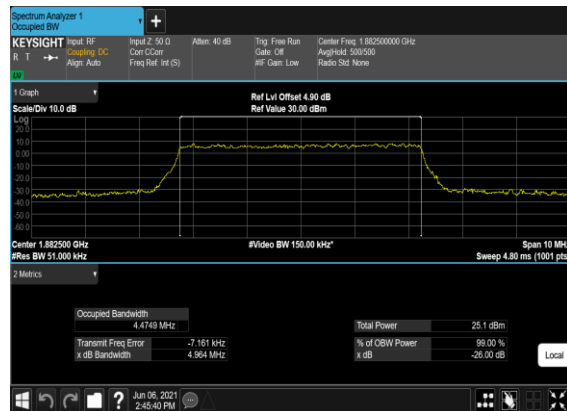 Spectrum Analyzer 1
Occupied BW
KEYSIGHT Input: RF Input Z: 50 Ω Atten: 40 dB Trig: Free Run Center Freq: 1.882500000 GHz
R T Coupling: DC Corr CCorr Gate: Off Avg|Hold: 500/500
Align: Auto Freq Ref: Int (S) #IF Gain: Low Radio Std: None
LW
1 Graph
Ref Lvl Offset 4.90 dB
Scale/Div 10.0 dB Ref Value 30.00 dBm
Log
20.0
10.0
0.00
-10.0
-20.0
-30.0
-40.0
-50.0
-60.0
Center 1.882500 GHz #Video BW 150.00 kHz* Span 10 MHz
#Res BW 51.000 kHz Sweep 4.80 ms (1001 pts
2 Metrics
Occupied Bandwidth
4.4749 MHz Total Power 25.1 dBm
Transmit Freq Error -7.161 kHz % of OBW Power 99.00 %
x dB Bandwidth 4.964 MHz x dB -26.00 dB
Local
Jun 06, 2021
2:45:40 PM